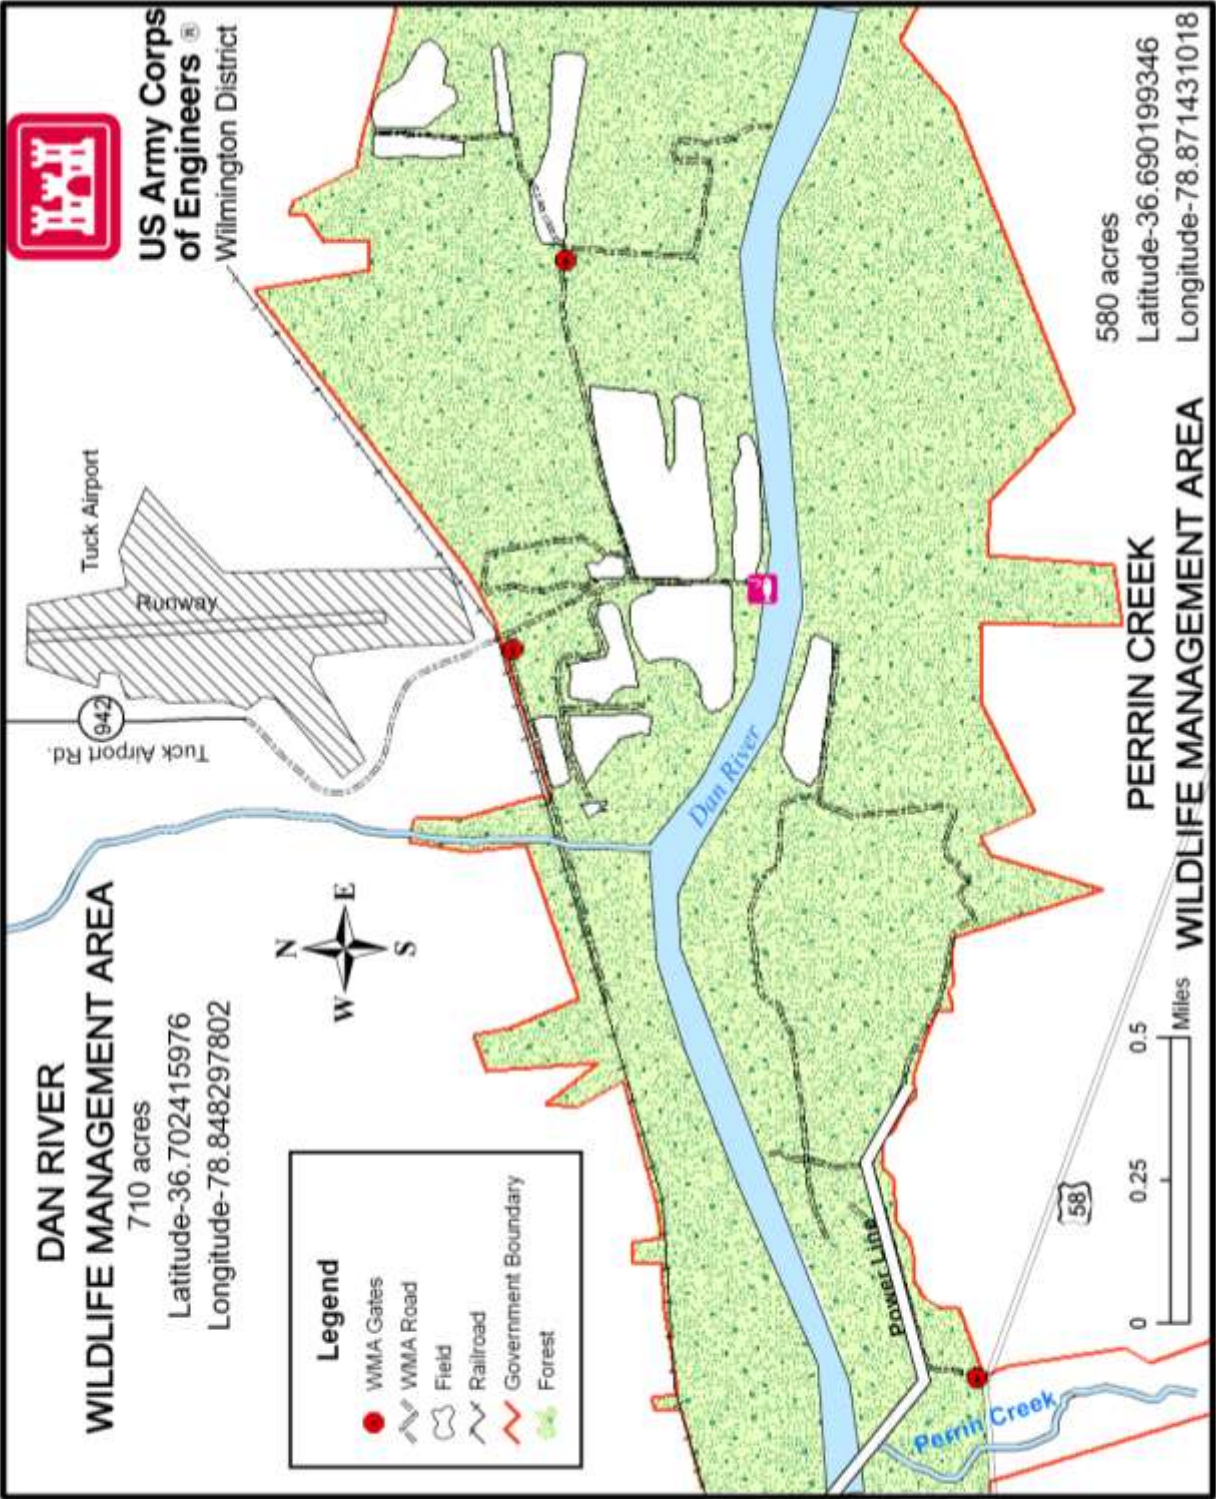 DAN RIVER
WILDLIFE MANAGEMENT AREA
710 acres
Latitude-36.702415976
Longitude-78.848297802
US Army Corps
of Engineers ®
Wilmington District
Tuck Airport
Runway
942
Tuck Airport Rd.
N
W
E
S
Legend
WMA Gates
WMA Road
Field
Railroad
Government Boundary
Forest
Dan River
Power Line
Perrin Creek
58
0
0.25
0.5
Miles
PERRIN CREEK
WILDLIFE MANAGEMENT AREA
580 acres
Latitude-36.690199346
Longitude-78.871431018